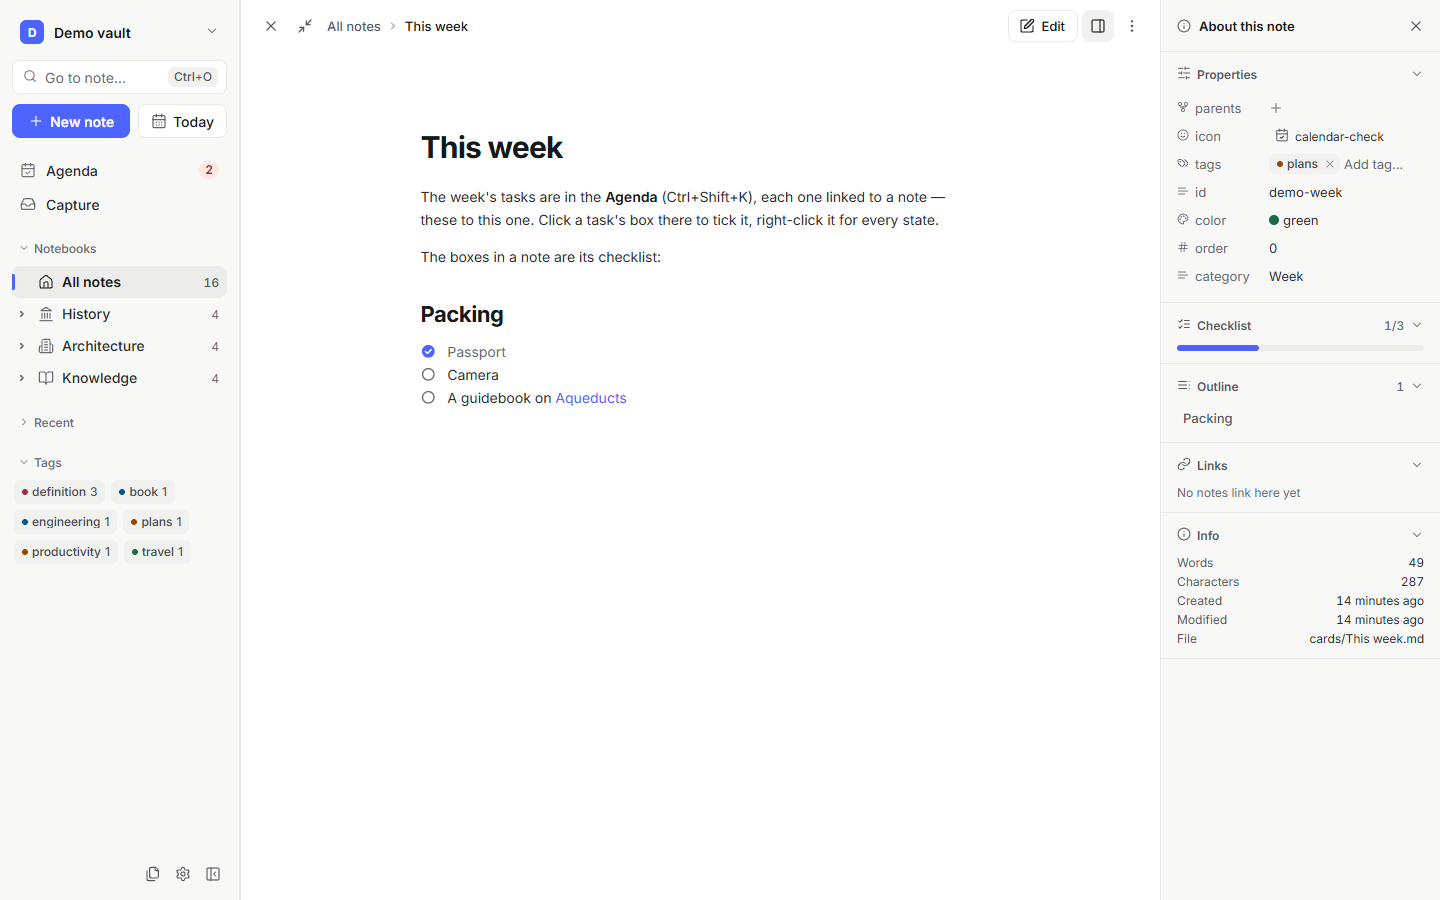 D Demo vault
Go to note... Ctrl+O
New note Today
Agenda 2
Capture
Notebooks
All notes 16
History 4
Architecture 4
Knowledge 4
Recent
Tags
definition 3 book 1
engineering 1 plans 1
productivity 1 travel 1
All notes This week
Edit
This week
The week's tasks are in the Agenda (Ctrl+Shift+K), each one linked to a note —
these to this one. Click a task's box there to tick it, right-click it for every state.
The boxes in a note are its checklist:
Packing
Passport
Camera
A guidebook on Aqueducts
About this note
Properties
parents
icon calendar-check
tags plans Add tag...
id demo-week
color green
order 0
category Week
Checklist 1/3
Outline 1
Packing
Links
No notes link here yet
Info
Words 49
Characters 287
Created 14 minutes ago
Modified 14 minutes ago
File cards/This week.md